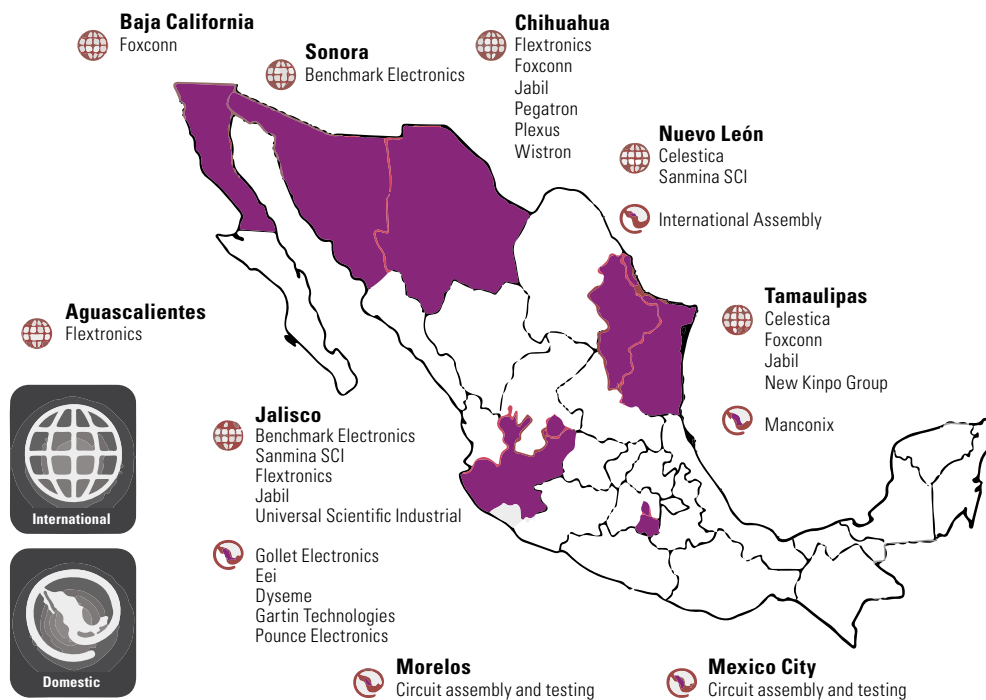 Baja California
Foxconn
Sonora
Benchmark Electronics
Chihuahua
Flextronics
Foxconn
Jabil
Pegatron
Plexus
Wistron
Nuevo León
Celestica
Sanmina SCI
International Assembly
Aguascalientes
Flextronics
Tamaulipas
Celestica
Foxconn
Jabil
New Kinpo Group
Manconix
Jalisco
Benchmark Electronics
Sanmina SCI
Flextronics
Jabil
Universal Scientific Industrial
Gollet Electronics
Eei
Dyseme
Gartin Technologies
Pounce Electronics
International
Domestic
Morelos
Circuit assembly and testing
Mexico City
Circuit assembly and testing